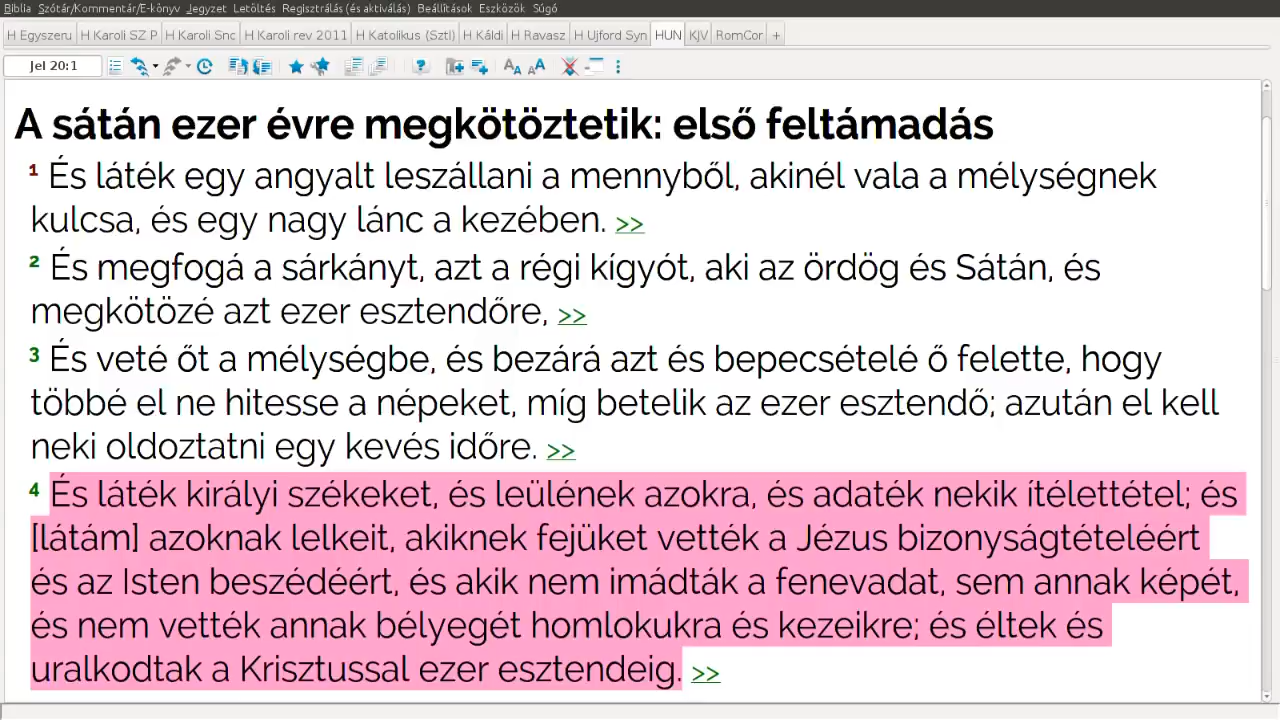 Biblia Szótár/Kommentár/E-könyv Jegyzet Letöltés Regisztrálás (és aktiválás) Beállítások Eszközök Súgó
H Egyszeru H Karoli SZ P H Karoli Snc H Karoli rev 2011 H Katolikus (SztI) H Káldi H Ravasz H Ujford Syn HUN KJV RomCor +
Jel 20:1
A sátán ezer évre megkötöztetik: első feltámadás
1 És láték egy angyalt leszállani a mennyből, akinél vala a mélységnek
kulcsa, és egy nagy lánc a kezében. >>
2 És megfogá a sárkányt, azt a régi kígyót, aki az ördög és Sátán, és
megkötözé azt ezer esztendőre, >>
3 És veté őt a mélységbe, és bezárá azt és bepecsételé ő felette, hogy
többé el ne hitesse a népeket, míg betelik az ezer esztendő; azután el kell
neki oldoztatni egy kevés időre. >>
4 És láték királyi székeket, és leülének azokra, és adaték nekik ítélettétel; és
[látám] azoknak lelkeit, akiknek fejüket vették a Jézus bizonyságtételéért
és az Isten beszédéért, és akik nem imádták a fenevadat, sem annak képét,
és nem vették annak bélyegét homlokukra és kezeikre; és éltek és
uralkodtak a Krisztussal ezer esztendeig. >>